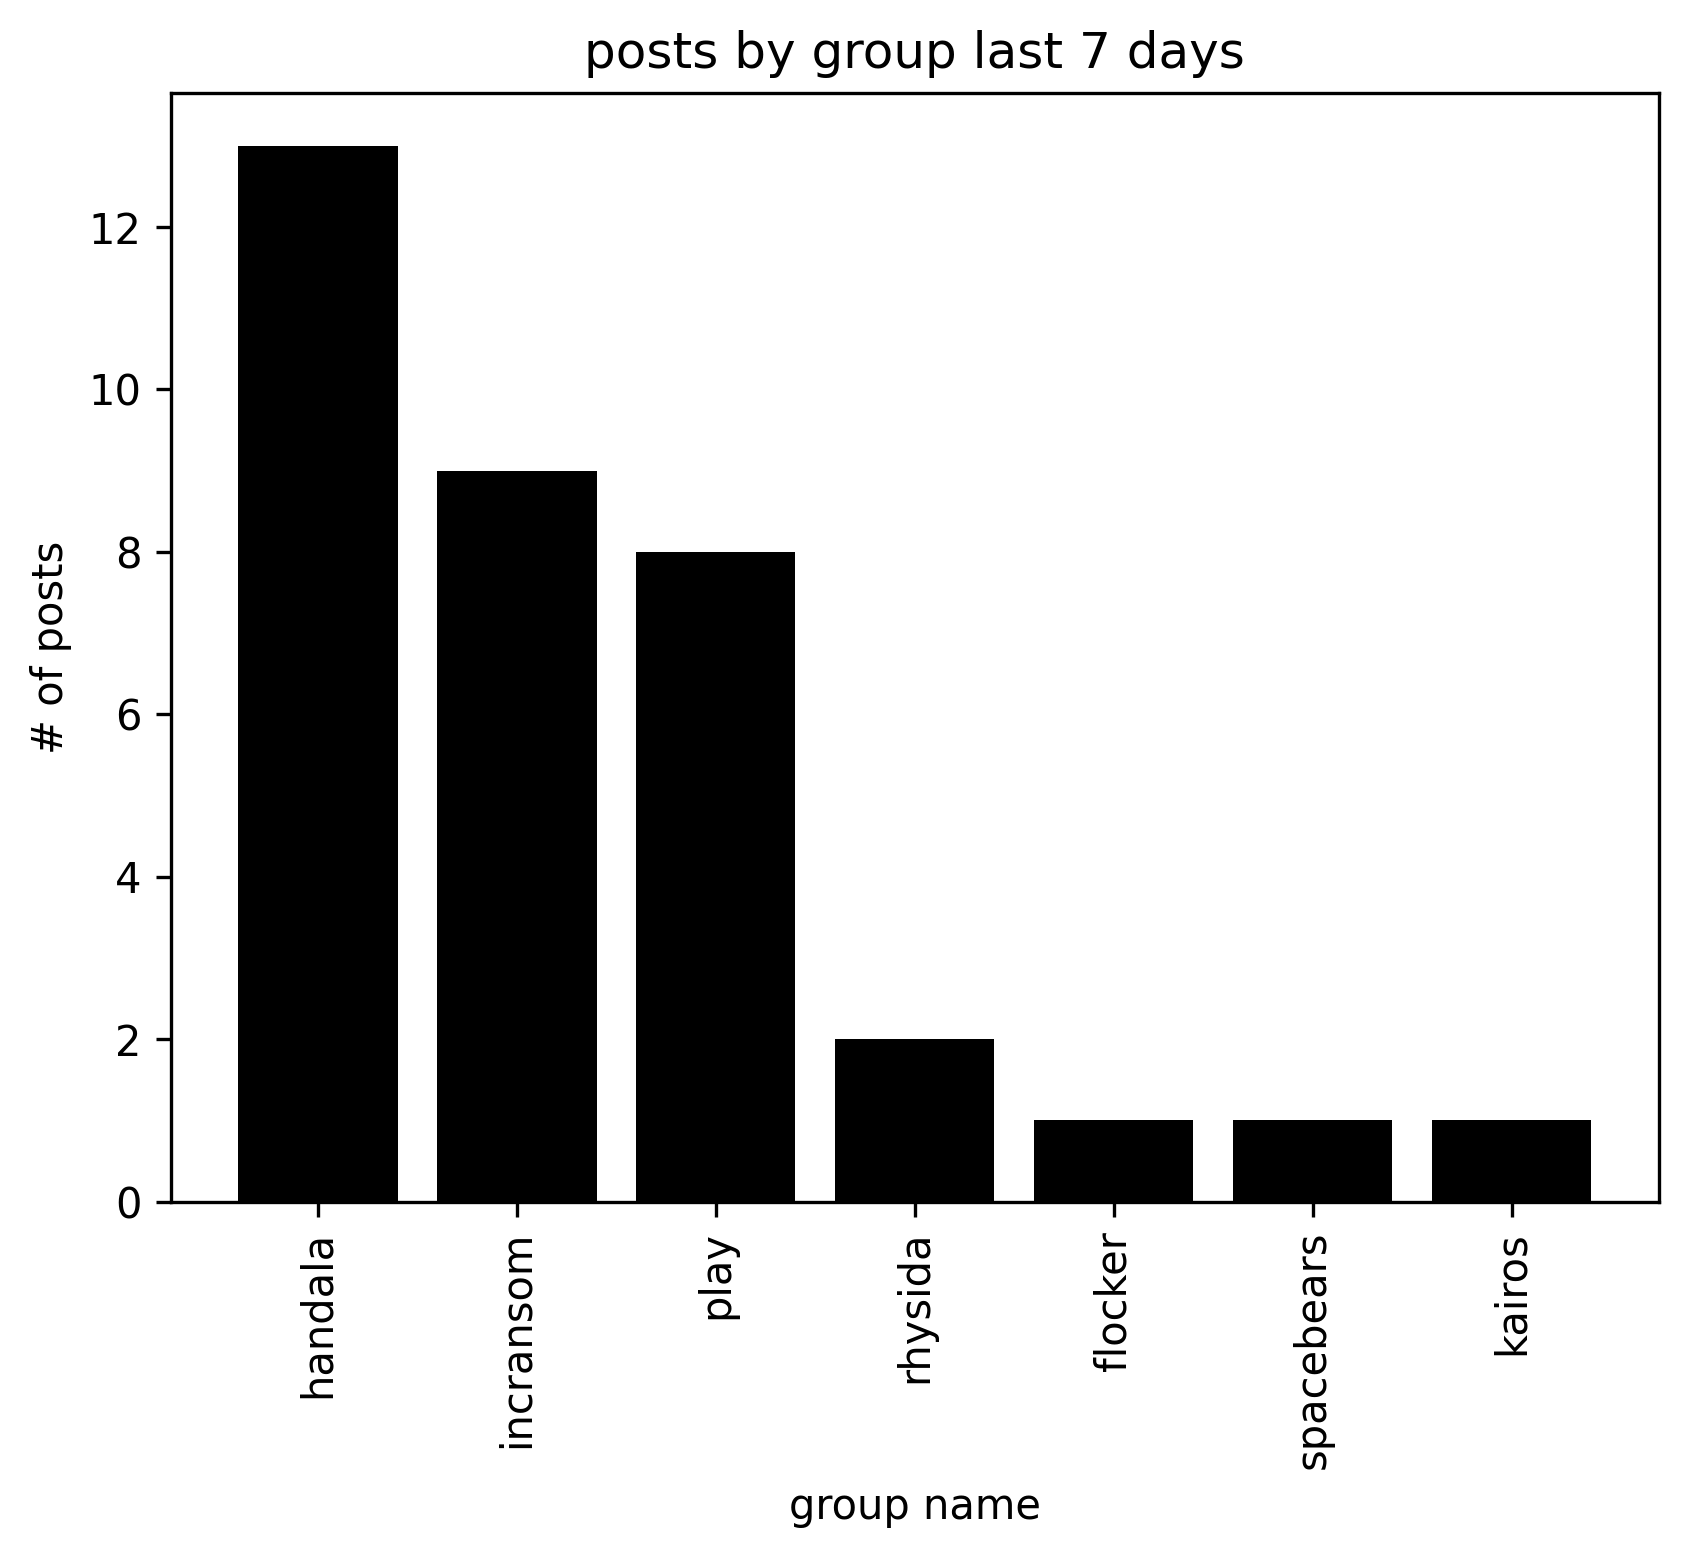 posts by group last 7 days
# of posts
12
10
8
6
4
2
0
handala
incransom
play
rhysida
flocker
spacebears
kairos
group name